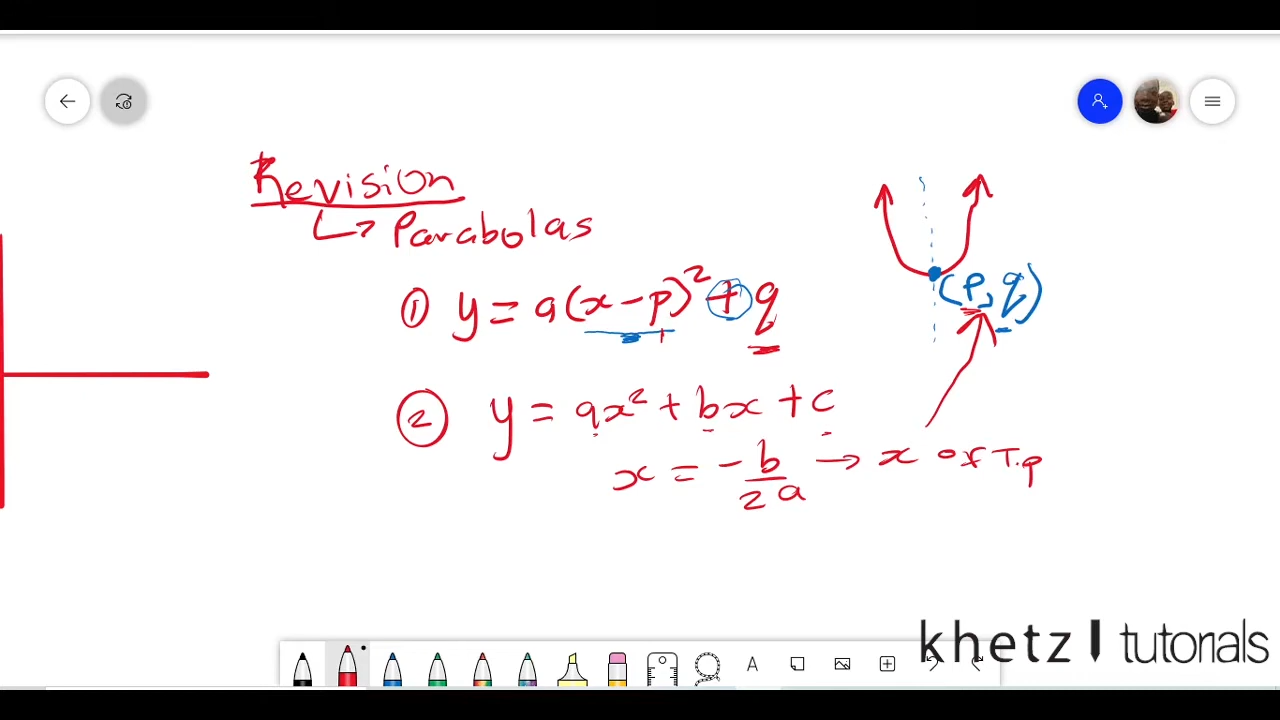 Revision
↳ Parabolas
① y = a(x - p)² + q
(p, q)
② y = ax² + bx + c
x = -b/2a → x of T.p
khetz tutorials
A